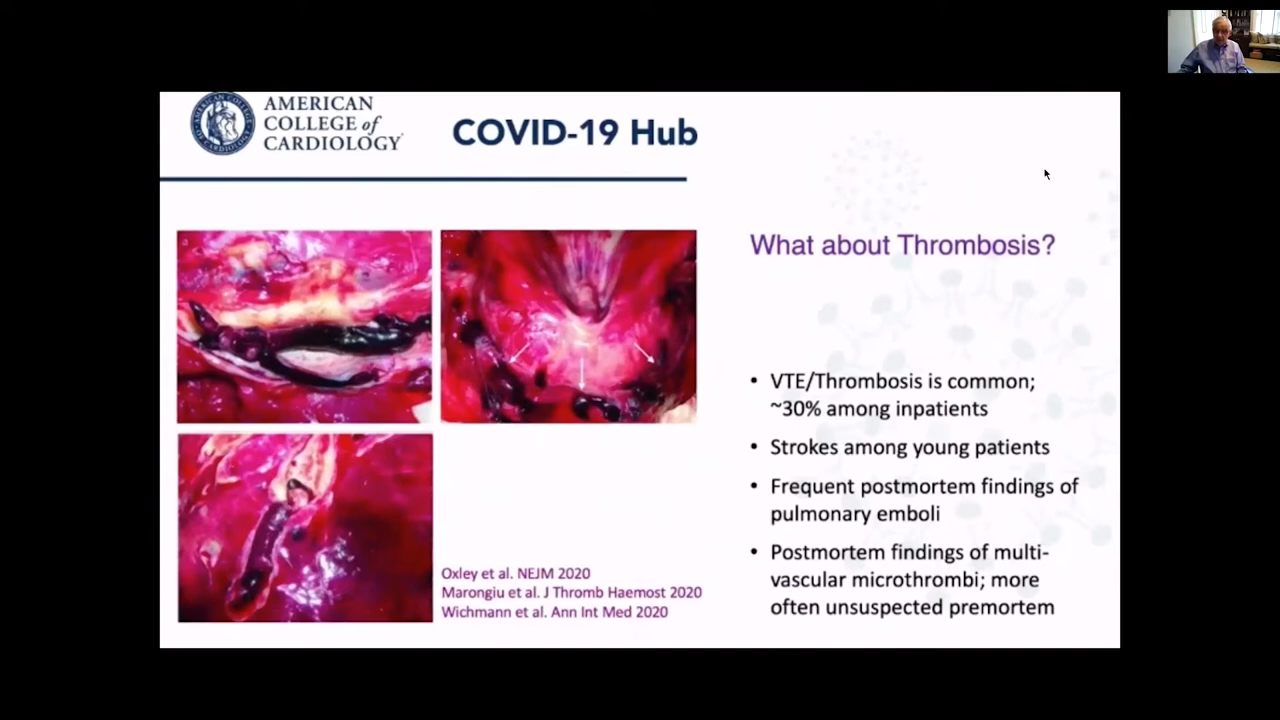 AMERICAN
COLLEGE of
CARDIOLOGY
COVID-19 Hub
What about Thrombosis?
• VTE/Thrombosis is common;
~30% among inpatients
• Strokes among young patients
• Frequent postmortem findings of
pulmonary emboli
• Postmortem findings of multi-
vascular microthrombi; more
often unsuspected premortem
Oxley et al. NEJM 2020
Marongiu et al. J Thromb Haemost 2020
Wichmann et al. Ann Int Med 2020